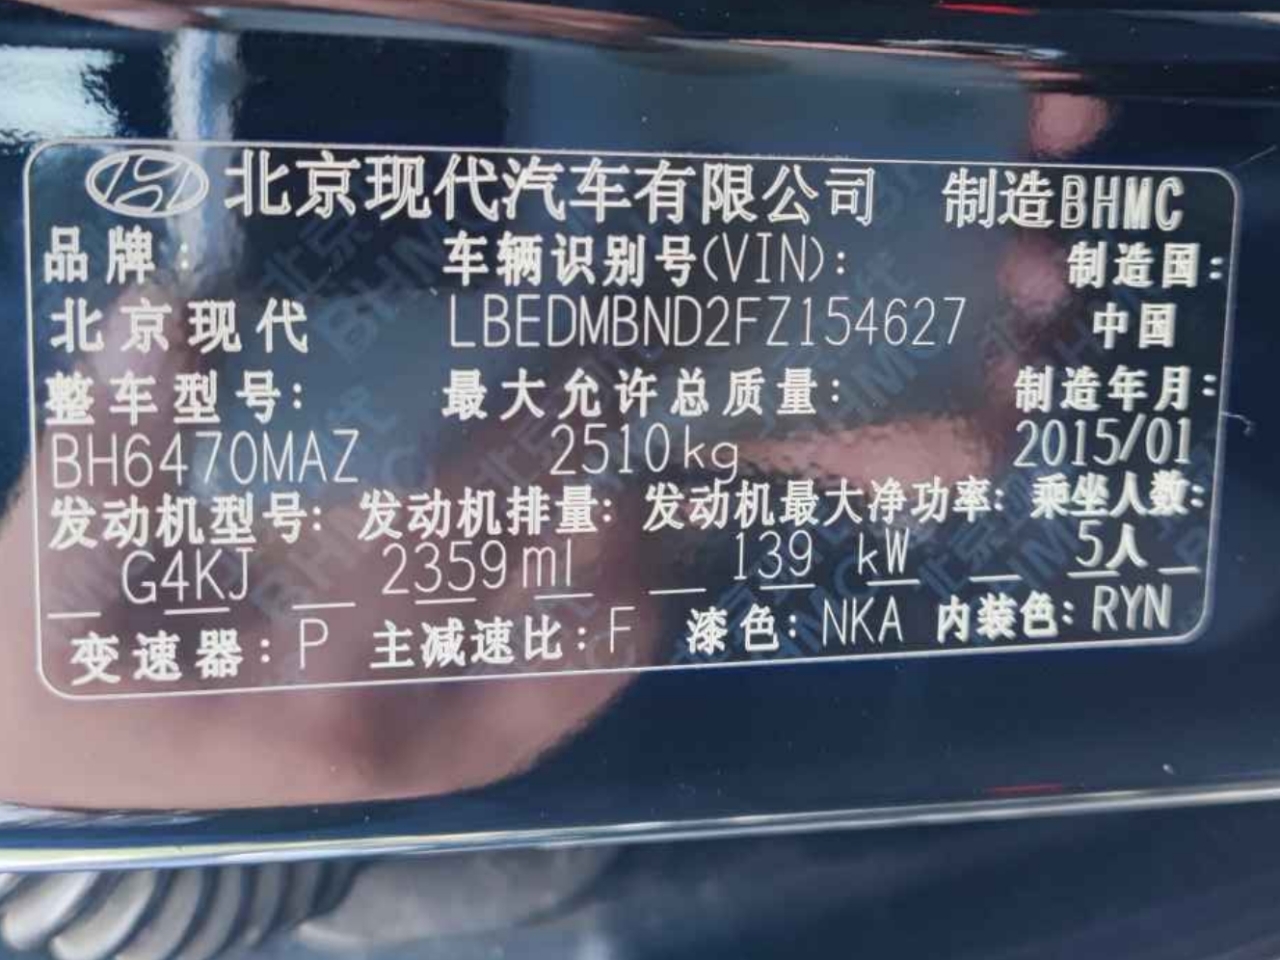 北京现代汽车有限公司 制造BHMC
品牌: 车辆识别号(VIN): 制造国:
北京现代 LBEDMBND2FZ154627 中国
整车型号: 最大允许总质量: 制造年月:
BH6470MAZ 2510kg 2015/01
发动机型号: 发动机排量: 发动机最大净功率: 乘坐人数:
G4KJ 2359ml 139 kW 5人
变速器: P 主减速比: F 漆色: NKA 内装色: RYN